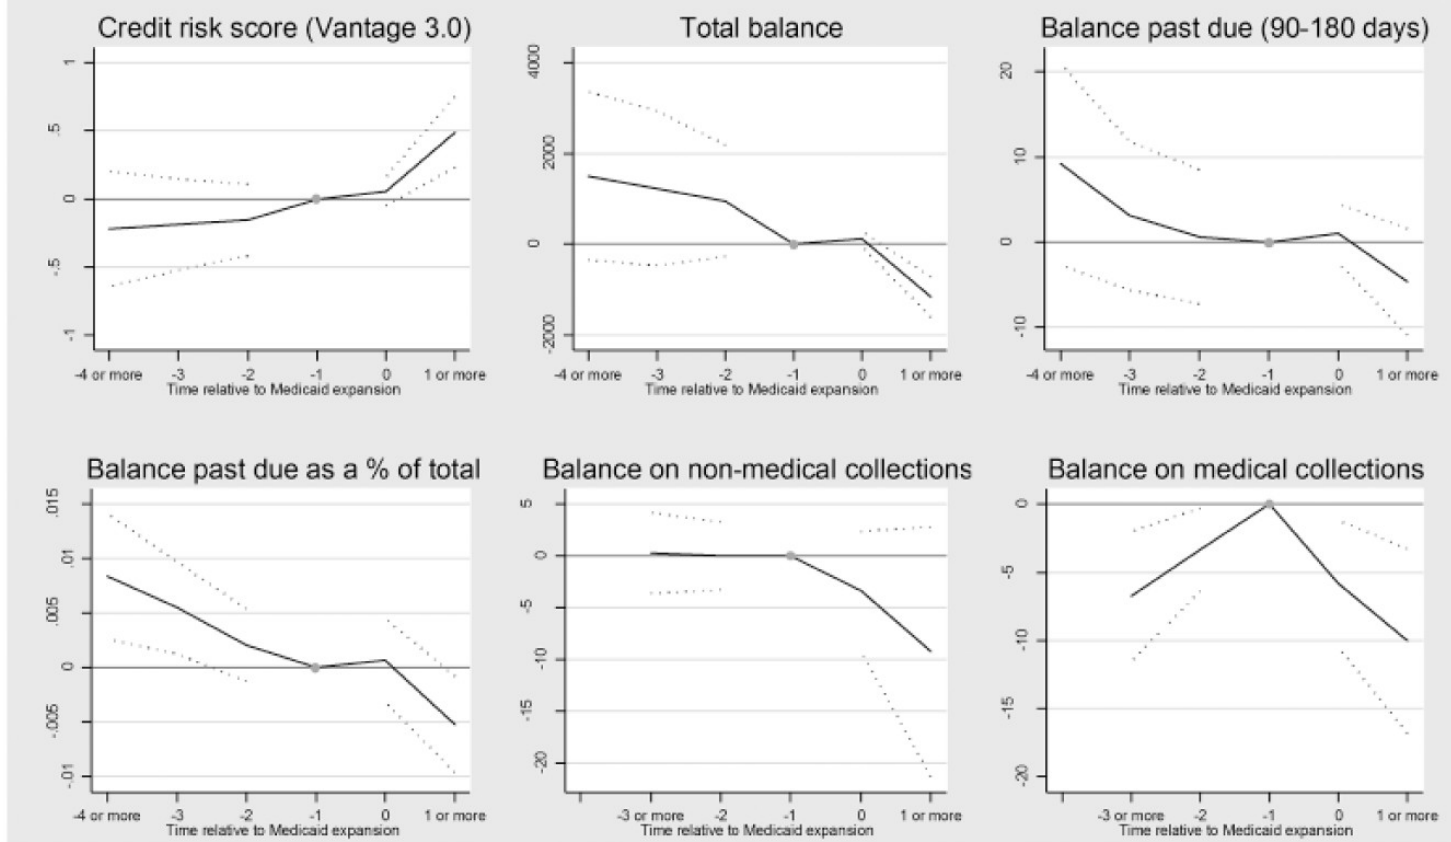 Credit risk score (Vantage 3.0)
1
.5
0
-.5
-1
-4 or more -3 -2 -1 0 1 or more
Time relative to Medicaid expansion
Total balance
4000
2000
0
-2000
-4 or more -3 -2 -1 0 1 or more
Time relative to Medicaid expansion
Balance past due (90-180 days)
20
10
0
-10
-4 or more -3 -2 -1 0 1 or more
Time relative to Medicaid expansion
Balance past due as a % of total
.015
.01
.005
0
-.005
-.01
-4 or more -3 -2 -1 0 1 or more
Time relative to Medicaid expansion
Balance on non-medical collections
5
0
-5
-10
-15
-20
-3 or more -2 -1 0 1 or more
Time relative to Medicaid expansion
Balance on medical collections
0
-5
-10
-15
-20
-3 or more -2 -1 0 1 or more
Time relative to Medicaid expansion